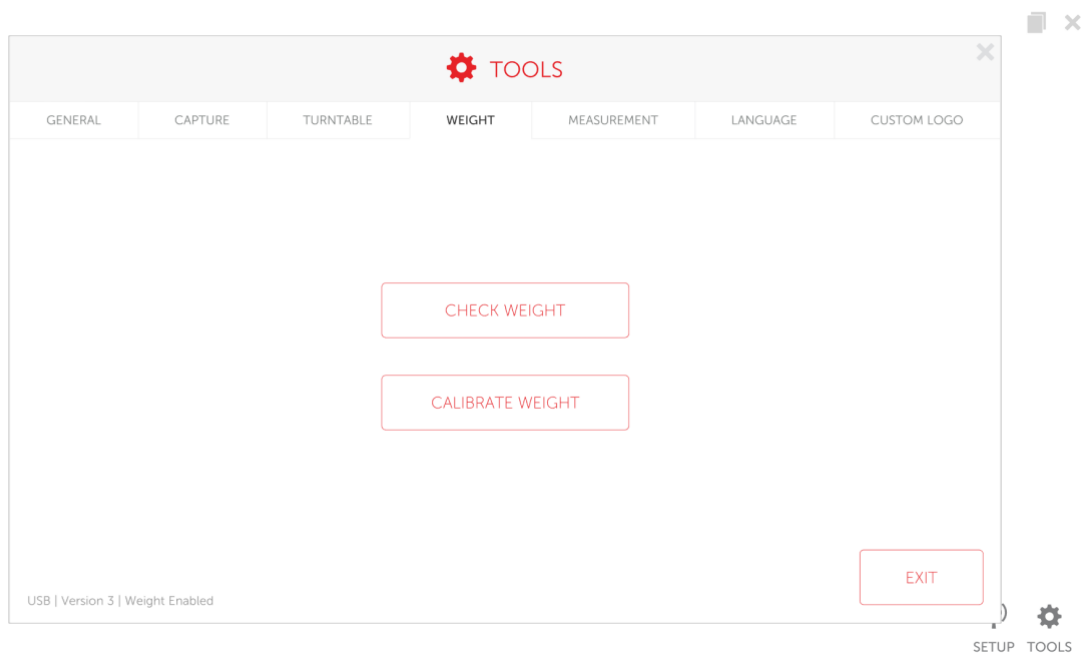 TOOLS
GENERAL CAPTURE TURNTABLE WEIGHT MEASUREMENT LANGUAGE CUSTOM LOGO
CHECK WEIGHT
CALIBRATE WEIGHT
EXIT
USB | Version 3 | Weight Enabled
SETUP TOOLS